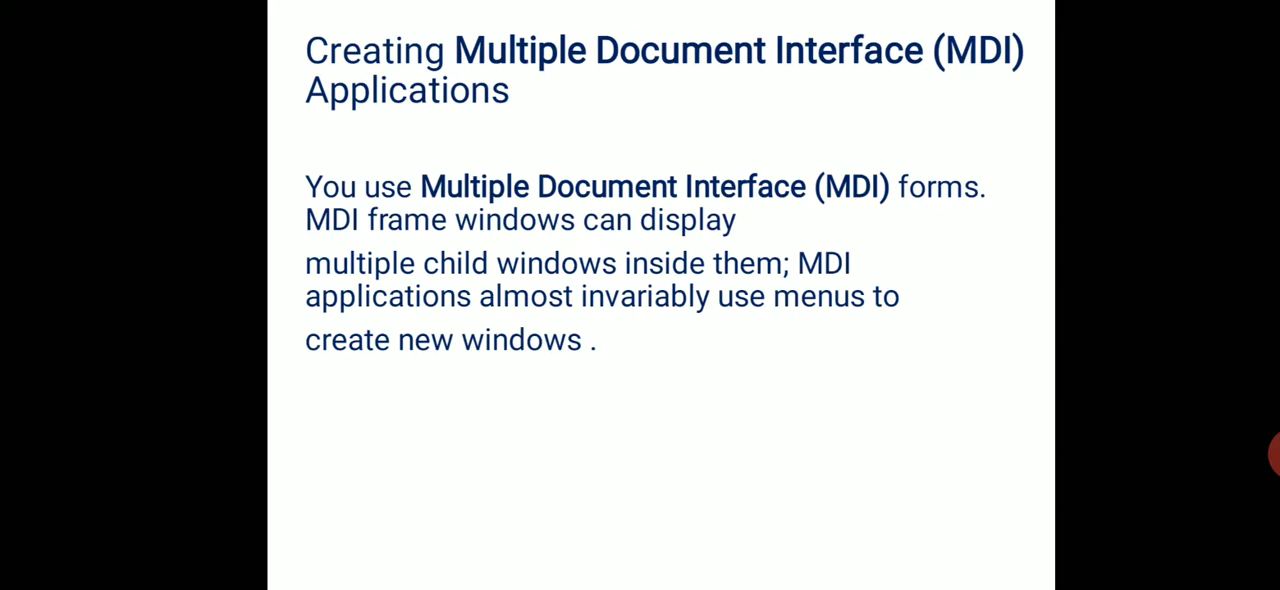 Creating Multiple Document Interface (MDI)
Applications
You use Multiple Document Interface (MDI) forms.
MDI frame windows can display
multiple child windows inside them; MDI
applications almost invariably use menus to
create new windows .